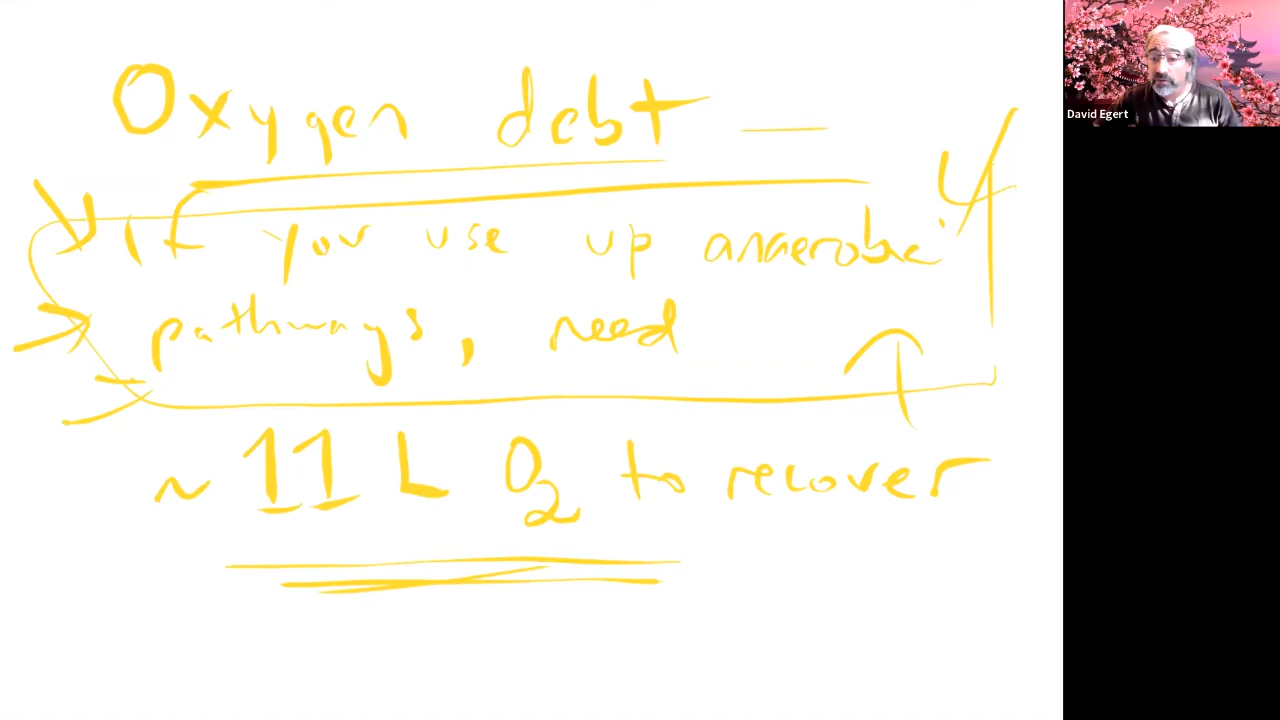 Oxygen debt —
If you use up anaerobic
pathways, need
~ 11 L O2 to recover
David Egert